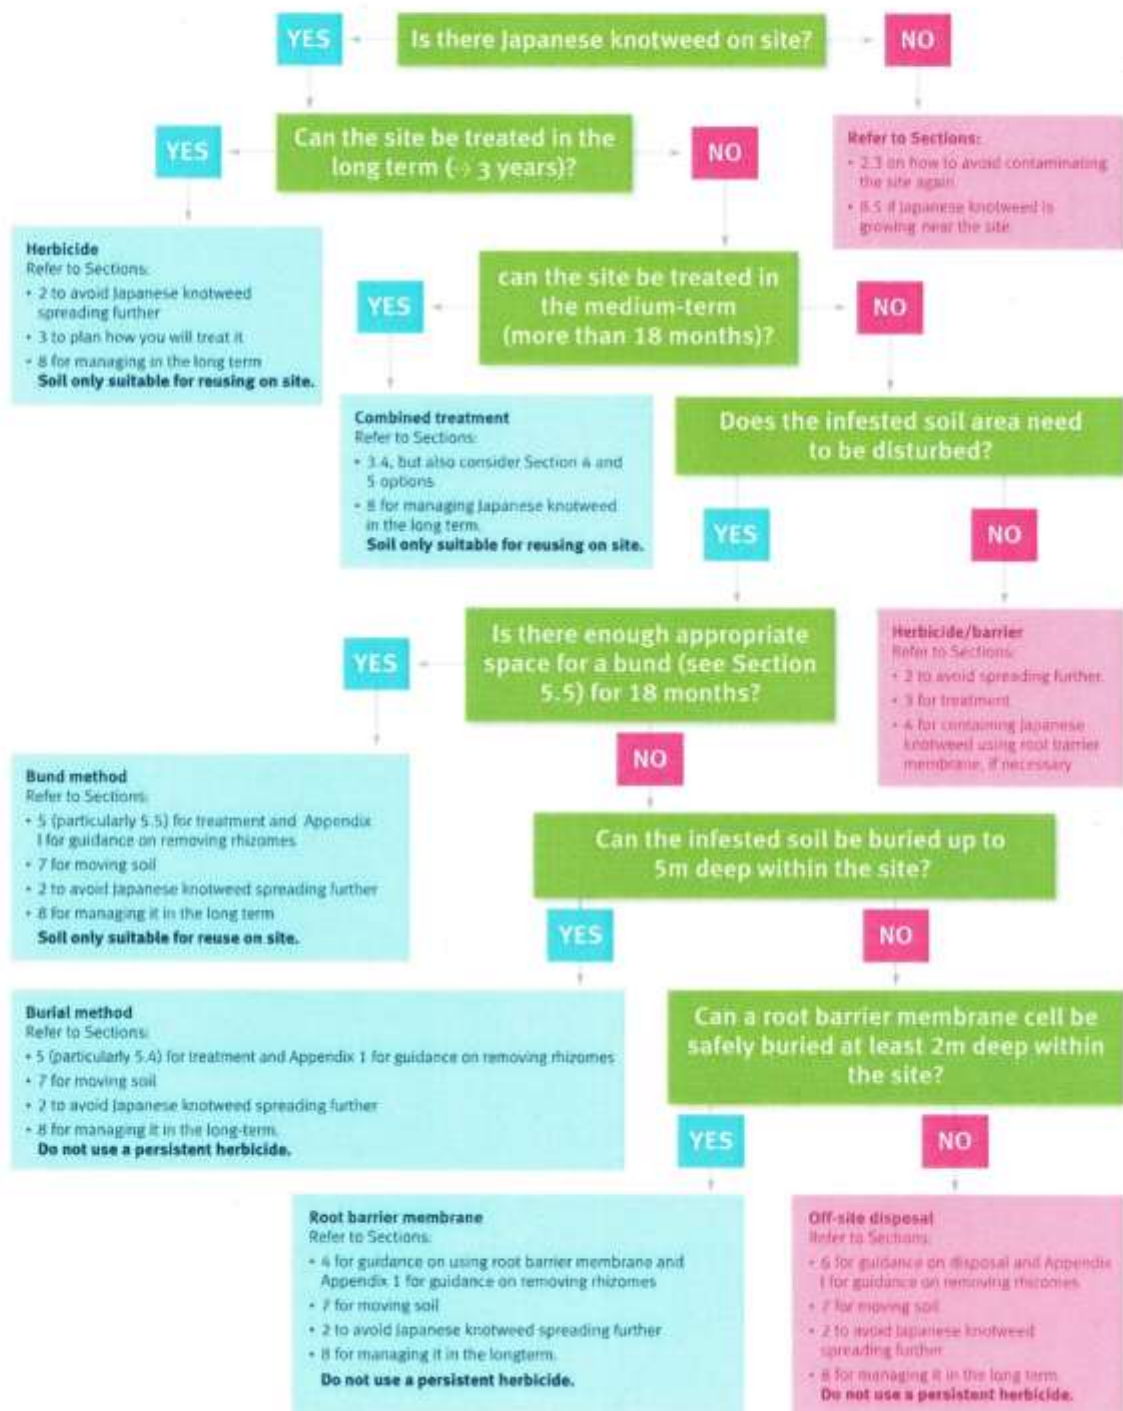 YES
Is there Japanese knotweed on site?
NO
YES
Can the site be treated in the
long term (→ 3 years)?
NO
Refer to Sections:
• 2.3 on how to avoid contaminating
the site again
• 8.5 if Japanese knotweed is
growing near the site
Herbicide
Refer to Sections:
• 2 to avoid Japanese knotweed
spreading further
• 3 to plan how you will treat it
• 8 for managing in the long term
Soil only suitable for reusing on site.
YES
can the site be treated in
the medium-term
(more than 18 months)?
NO
Combined treatment
Refer to Sections:
• 3.4, but also consider Section 4 and
5 options
• 8 for managing Japanese knotweed
in the long term.
Soil only suitable for reusing on site.
Does the infested soil area need
to be disturbed?
YES
NO
YES
Is there enough appropriate
space for a bund (see Section
5.5) for 18 months?
Herbicide/barrier
Refer to Sections:
• 2 to avoid spreading further.
• 3 for treatment
• 4 for containing Japanese
knotweed using root barrier
membrane, if necessary
NO
Bund method
Refer to Sections:
• 5 (particularly 5.5) for treatment and Appendix
I for guidance on removing rhizomes
• 7 for moving soil
• 2 to avoid Japanese knotweed spreading further
• 8 for managing it in the long term
Soil only suitable for reuse on site.
Can the infested soil be buried up to
5m deep within the site?
YES
NO
Burial method
Refer to Sections:
• 5 (particularly 5.4) for treatment and Appendix 1 for guidance on removing rhizomes
• 7 for moving soil
• 2 to avoid Japanese knotweed spreading further
• 8 for managing it in the long-term.
Do not use a persistent herbicide.
Can a root barrier membrane cell be
safely buried at least 2m deep within
the site?
YES
NO
Root barrier membrane
Refer to Sections:
• 4 for guidance on using root barrier membrane and
Appendix 1 for guidance on removing rhizomes
• 7 for moving soil
• 2 to avoid Japanese knotweed spreading further
• 8 for managing it in the longterm.
Do not use a persistent herbicide.
Off-site disposal
Refer to Sections:
• 6 for guidance on disposal and Appendix
I for guidance on removing rhizomes
• 7 for moving soil
• 2 to avoid Japanese knotweed
spreading further
• 8 for managing it in the long term
Do not use a persistent herbicide.